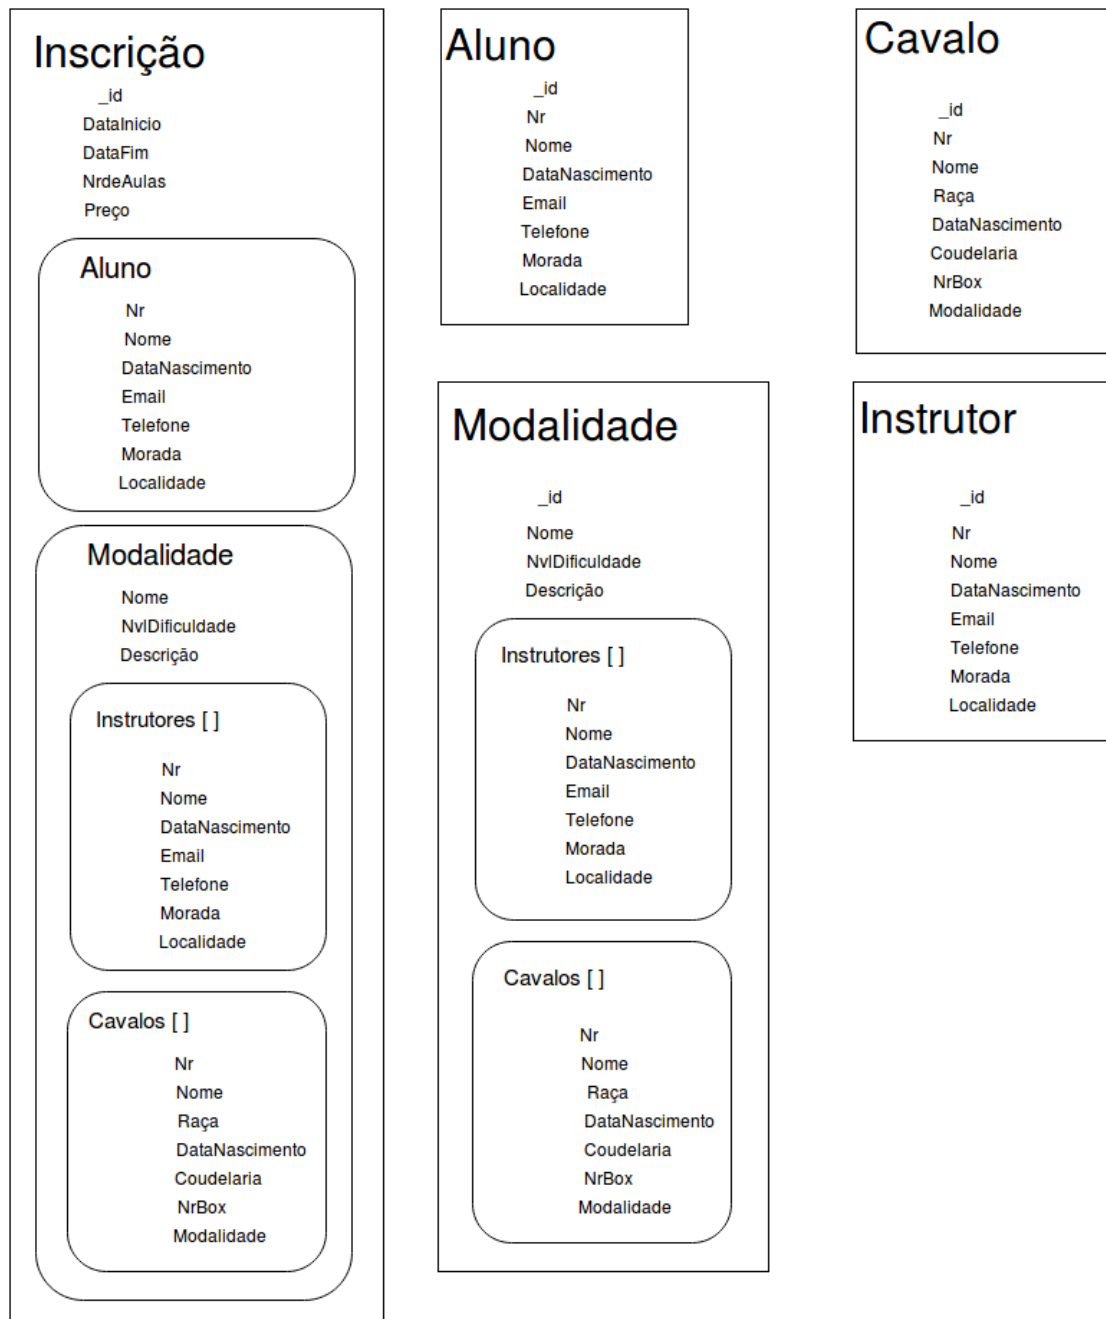 Inscrição
_id
DataInicio
DataFim
NrdeAulas
Preço
Aluno
Nr
Nome
DataNascimento
Email
Telefone
Morada
Localidade
Modalidade
Nome
NvlDificuldade
Descrição
Instrutores [ ]
Nr
Nome
DataNascimento
Email
Telefone
Morada
Localidade
Cavalos [ ]
Nr
Nome
Raça
DataNascimento
Coudelaria
NrBox
Modalidade
Aluno
_id
Nr
Nome
DataNascimento
Email
Telefone
Morada
Localidade
Modalidade
_id
Nome
NvlDificuldade
Descrição
Instrutores [ ]
Nr
Nome
DataNascimento
Email
Telefone
Morada
Localidade
Cavalos [ ]
Nr
Nome
Raça
DataNascimento
Coudelaria
NrBox
Modalidade
Cavalo
_id
Nr
Nome
Raça
DataNascimento
Coudelaria
NrBox
Modalidade
Instrutor
_id
Nr
Nome
DataNascimento
Email
Telefone
Morada
Localidade